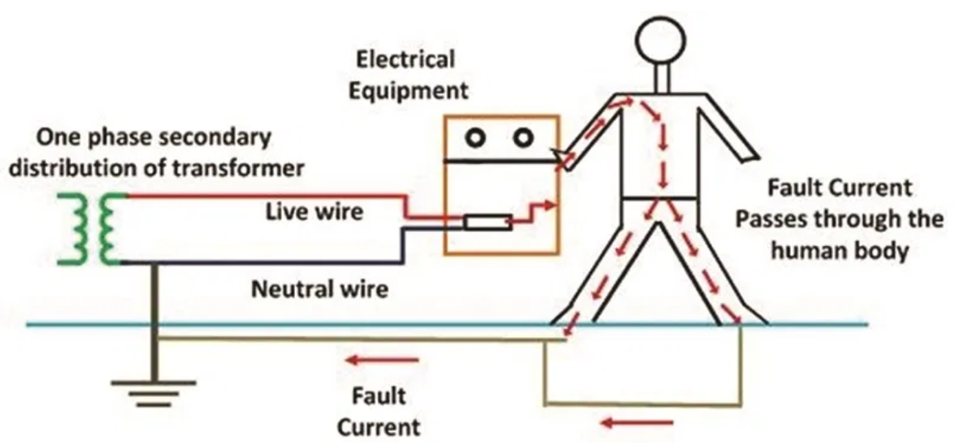 Electrical
Equipment
One phase secondary
distribution of transformer
Live wire
Neutral wire
Fault Current
Passes through the
human body
Fault
Current